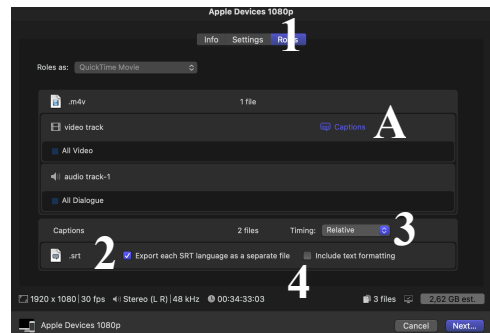 Apple Devices 1080p
Info Settings Roles 1
Roles as: QuickTime Movie
.m4v 1 file
video track Captions A
All Video
audio track-1
All Dialogue
Captions 2 files Timing: Relative 3
.srt 2 Export each SRT language as a separate file Include text formatting
4
1920 x 1080 | 30 fps Stereo (L R) | 48 kHz 00:34:33:03 3 files 2,62 GB est.
Apple Devices 1080p Cancel Next...